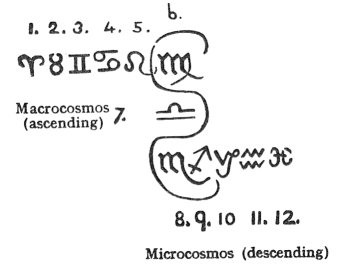 6.
1. 2. 3. 4. 5.
♈♉♊♋♌♍
Macrocosmos
(ascending) 7. ♎
♏♐♑♒♓
8. 9. 10 11. 12.
Microcosmos (descending)